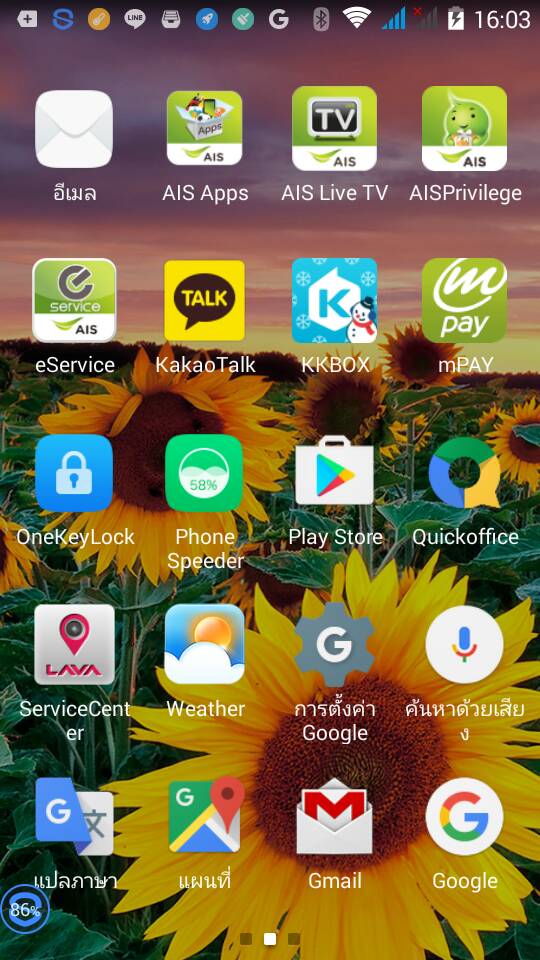 LINE
16:03
Apps
AIS
TV
AIS
AIS
อีเมล
AIS Apps
AIS Live TV
AISPrivilege
e
service
AIS
TALK
K
m
pay
eService
KakaoTalk
KKBOX
mPAY
58%
OneKeyLock
Phone
Speeder
Play Store
Quickoffice
LAVA
G
ServiceCent
er
Weather
การตั้งค่า
Google
ค้นหาด้วยเสีย
ง
G
文
G
M
G
แปลภาษา
แผนที่
Gmail
Google
86%